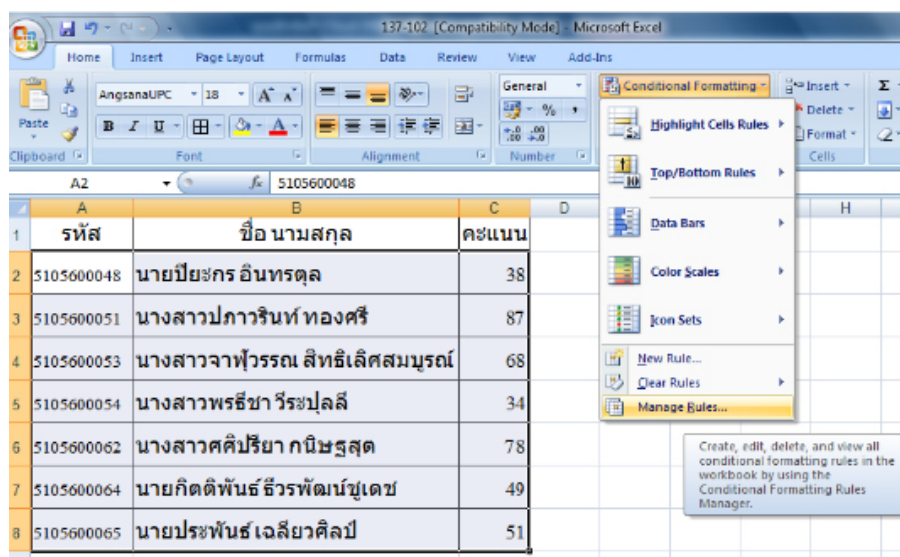 137-102 [Compatibility Mode] - Microsoft Excel
Home Insert Page Layout Formulas Data Review View Add-Ins
Paste
AngsanaUPC 18 A A
B I U A
General
% ,
Conditional Formatting
Insert
Delete
Format
Σ
Clipboard Font Alignment Number Cells
A2 fx 5105600048
A B C D H
1 รหัส ชื่อ นามสกุล คะแนน
2 5105600048 นายปิยะกร อินทรตุล 38
3 5105600051 นางสาวปภาวรินท์ ทองศรี 87
4 5105600053 นางสาวจาฬุวรรณ สิทธิเลิศสมบูรณ์ 68
5 5105600054 นางสาวพรธีชา วีระปุลลี 34
6 5105600062 นางสาวศศิปรียา กนิษฐสุด 78
7 5105600064 นายกิตติพันธ์ ธีวรพัฒน์ชูเดช 49
8 5105600065 นายประพันธ์ เฉลียวศิลป์ 51
Highlight Cells Rules
Top/Bottom Rules
Data Bars
Color Scales
Icon Sets
New Rule...
Clear Rules
Manage Rules...
Create, edit, delete, and view all
conditional formatting rules in the
workbook by using the
Conditional Formatting Rules
Manager.